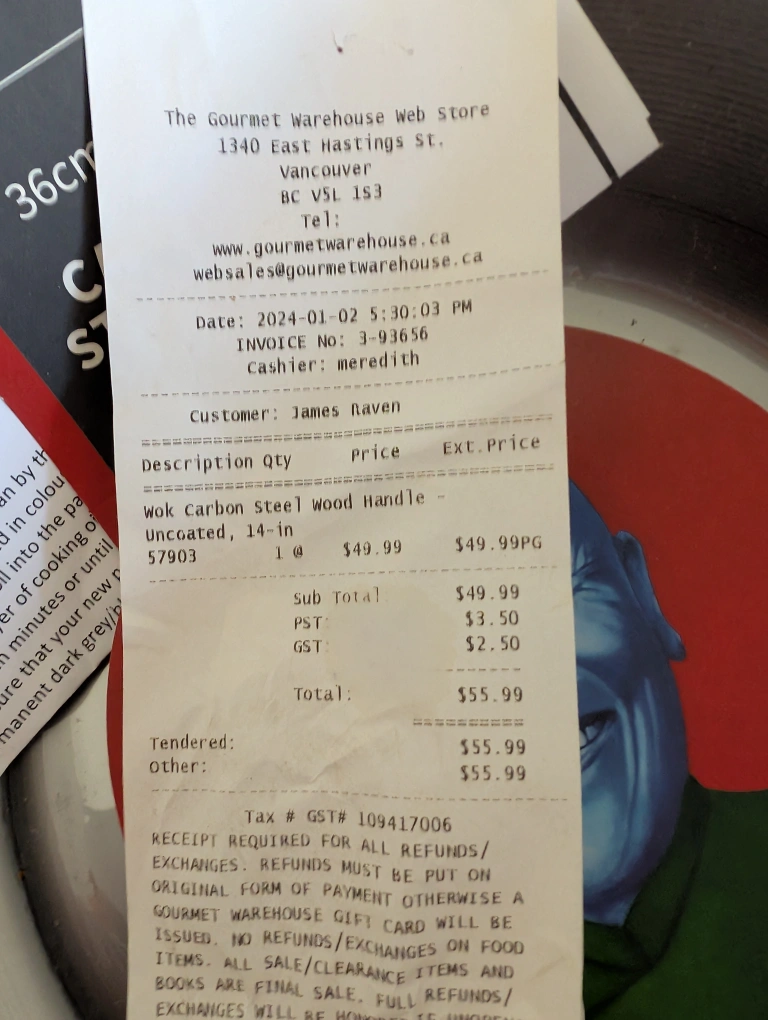 The Gourmet Warehouse Web Store
1340 East Hastings St.
Vancouver
BC V5L 1S3
Tel:
www.gourmetwarehouse.ca
websales@gourmetwarehouse.ca
Date: 2024-01-02 5:30:03 PM
INVOICE No: 3-93656
Cashier: meredith
Customer: James Raven
Description Qty Price Ext.Price
Wok Carbon Steel Wood Handle -
Uncoated, 14-in
57903 1 @ $49.99 $49.99PG
Sub Total: $49.99
PST: $3.50
GST: $2.50
Total: $55.99
Tendered: $55.99
Other: $55.99
Tax # GST# 109417006
RECEIPT REQUIRED FOR ALL REFUNDS/
EXCHANGES. REFUNDS MUST BE PUT ON
ORIGINAL FORM OF PAYMENT OTHERWISE A
GOURMET WAREHOUSE GIFT CARD WILL BE
ISSUED. NO REFUNDS/EXCHANGES ON FOOD
ITEMS. ALL SALE/CLEARANCE ITEMS AND
BOOKS ARE FINAL SALE. FULL REFUNDS/
EXCHANGES WILL BE
36cm
an by
in colou
into the
er of cooking
minutes or until
ure that your new
manent dark grey/